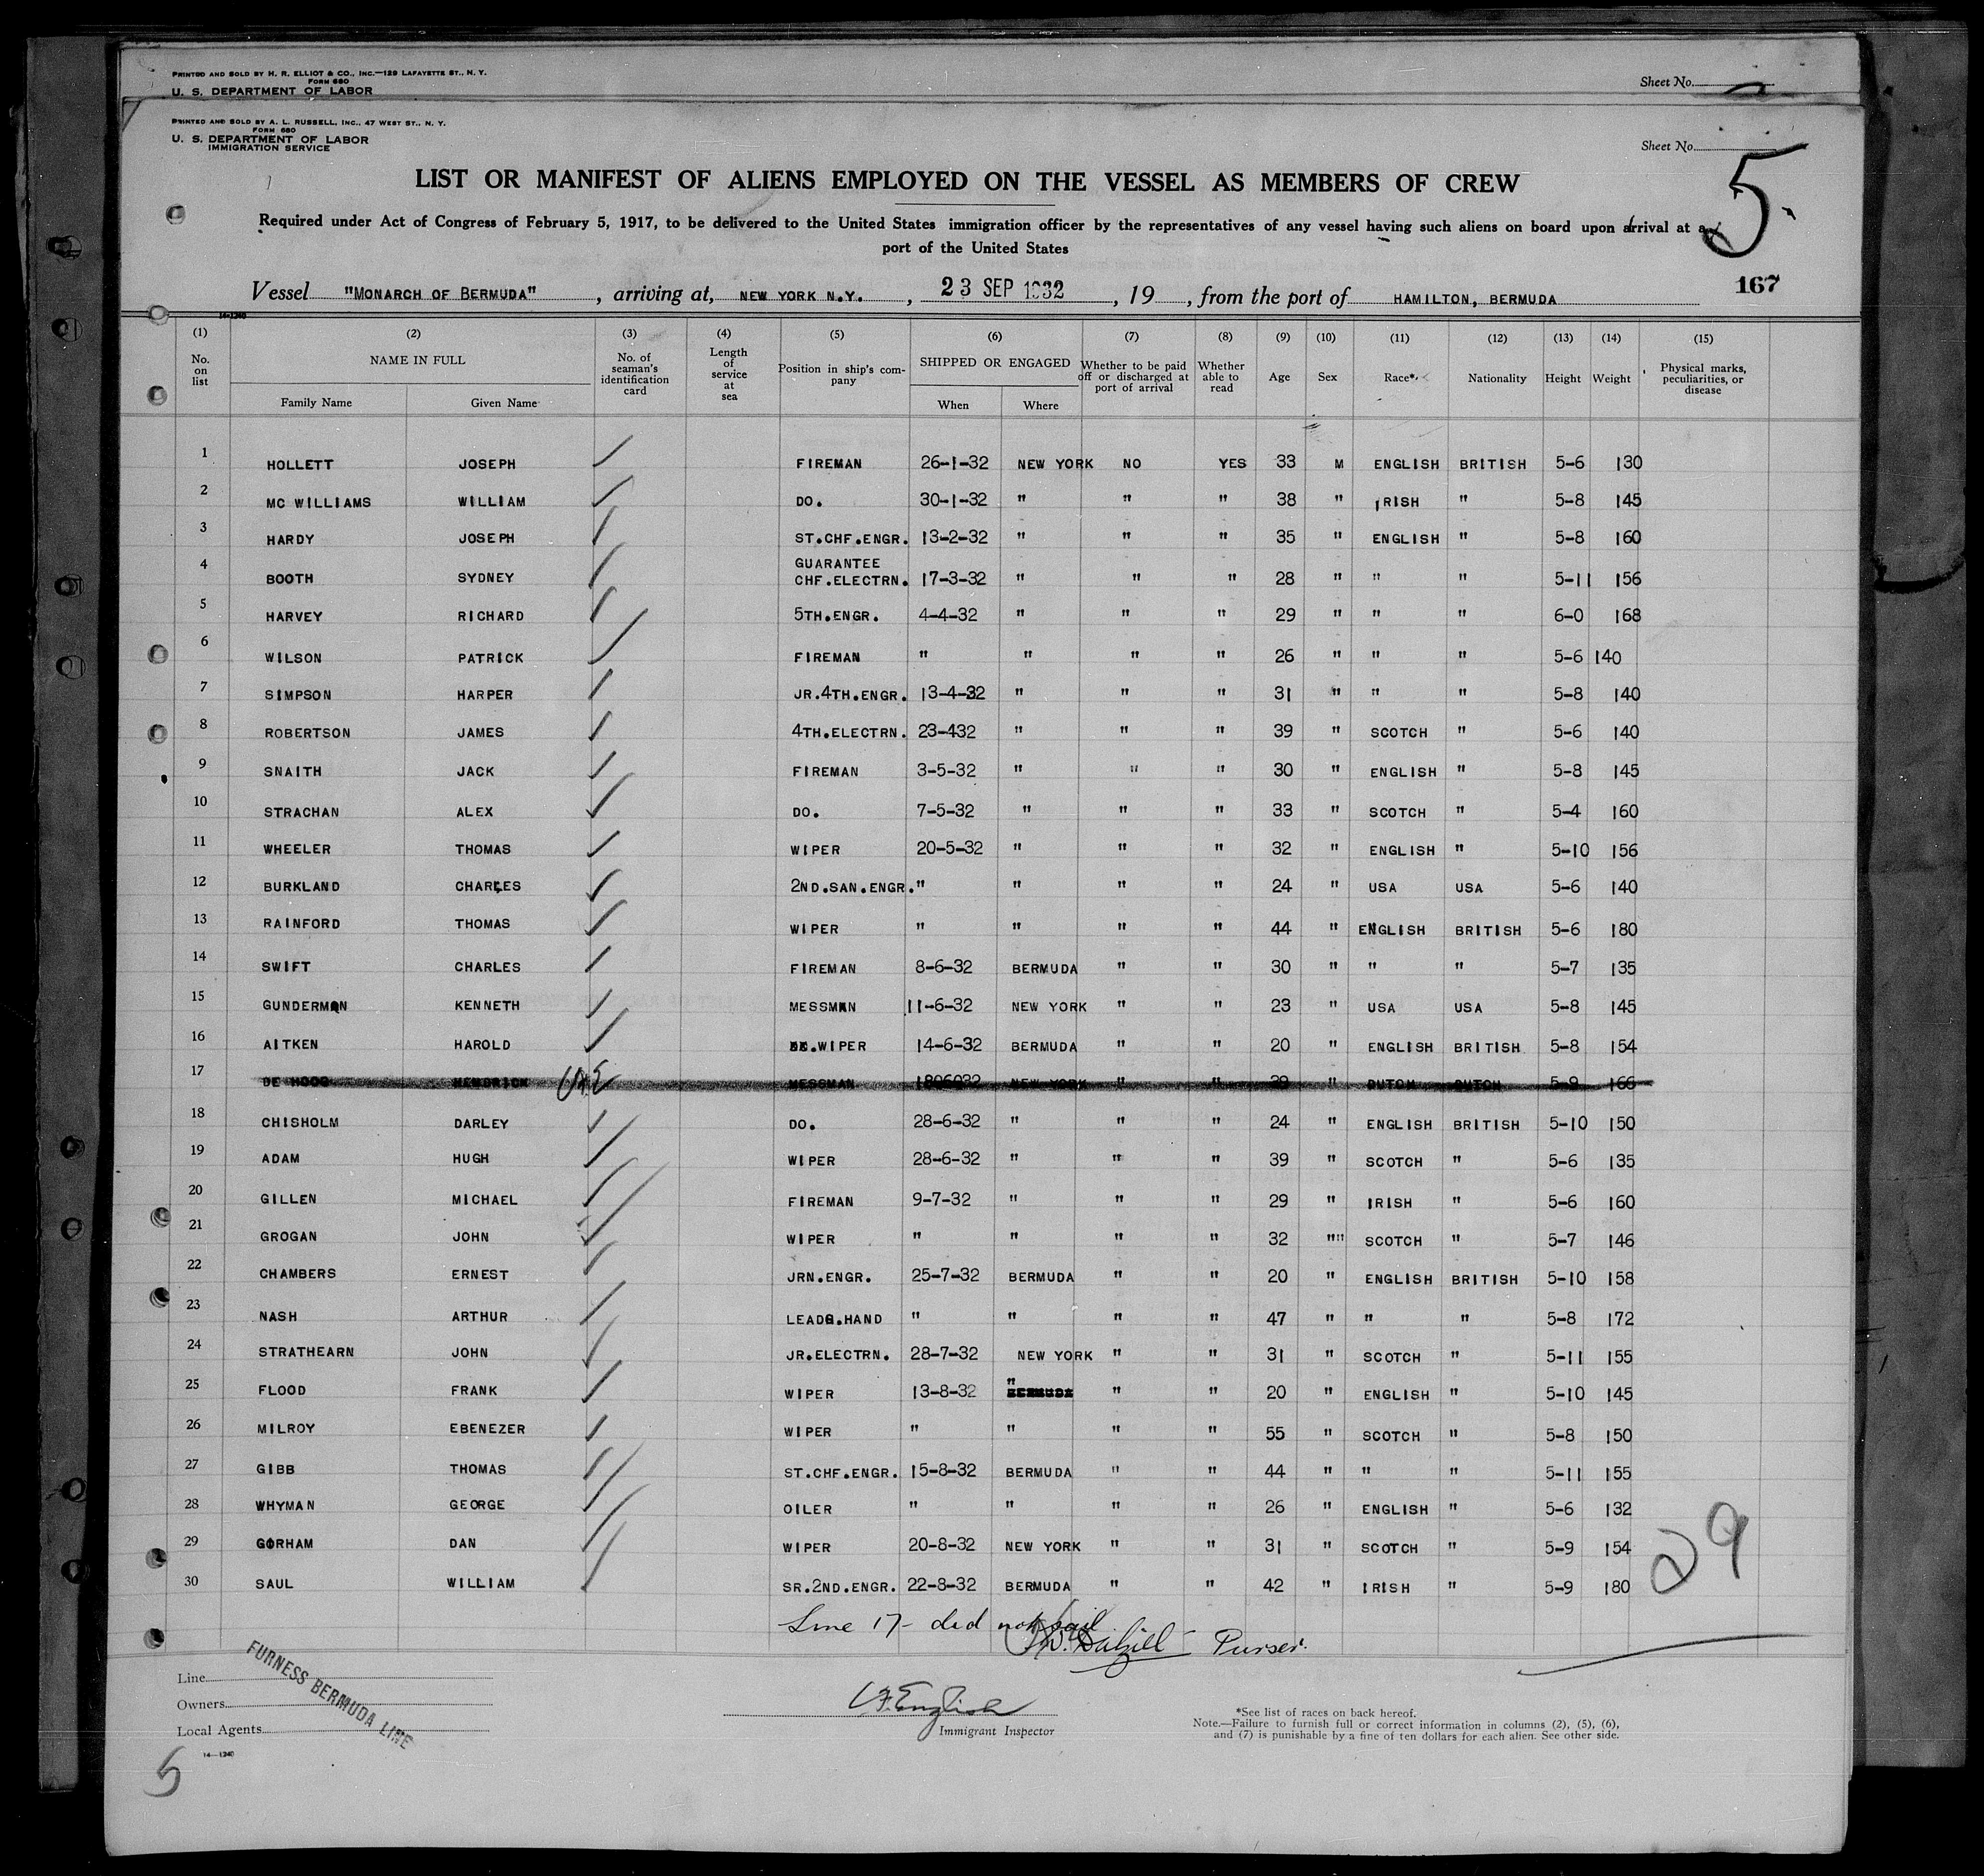 PRINTED AND SOLD BY H. R. ELLIOT & CO., INC.—129 LAFAYETTE ST., N. Y.
FORM 680
U. S. DEPARTMENT OF LABOR
Sheet No.
PRINTED AND SOLD BY A. L. RUSSELL, INC., 47 WEST ST., N. Y.
FORM 680
U. S. DEPARTMENT OF LABOR
IMMIGRATION SERVICE
Sheet No.
5
LIST OR MANIFEST OF ALIENS EMPLOYED ON THE VESSEL AS MEMBERS OF CREW
Required under Act of Congress of February 5, 1917, to be delivered to the United States immigration officer by the representatives of any vessel having such aliens on board upon arrival at a
port of the United States
Vessel "MONARCH OF BERMUDA", arriving at, NEW YORK N.Y., 23 SEP 1932, 19 , from the port of HAMILTON, BERMUDA
167
14-1240
(1) (2) (3) (4) (5) (6) (7) (8) (9) (10) (11) (12) (13) (14) (15)
No. on list NAME IN FULL Family Name Given Name No. of seaman's identification card Length of service at sea Position in ship's company SHIPPED OR ENGAGED When Where Whether to be paid off or discharged at port of arrival Whether able to read Age Sex Race* Nationality Height Weight Physical marks, peculiarities, or disease
1 HOLLETT JOSEPH FIREMAN 26-1-32 NEW YORK NO YES 33 M ENGLISH BRITISH 5-6 130
2 MC WILLIAMS WILLIAM DO. 30-1-32 " " " 38 " IRISH " 5-8 145
3 HARDY JOSEPH ST.CHF.ENGR. 13-2-32 " " " 35 " ENGLISH " 5-8 160
4 BOOTH SYDNEY GUARANTEE CHF.ELECTRN. 17-3-32 " " " 28 " " " 5-11 156
5 HARVEY RICHARD 5TH.ENGR. 4-4-32 " " " 29 " " " 6-0 168
6 WILSON PATRICK FIREMAN " " " " 26 " " " 5-6 140
7 SIMPSON HARPER JR.4TH.ENGR. 13-4-32 " " " 31 " " " 5-8 140
8 ROBERTSON JAMES 4TH.ELECTRN. 23-432 " " " 39 " SCOTCH " 5-6 140
9 SNAITH JACK FIREMAN 3-5-32 " " " 30 " ENGLISH " 5-8 145
10 STRACHAN ALEX DO. 7-5-32 " " " 33 " SCOTCH " 5-4 160
11 WHEELER THOMAS WIPER 20-5-32 " " " 32 " ENGLISH " 5-10 156
12 BURKLAND CHARLES 2ND.SAN.ENGR. " " " " 24 " USA USA 5-6 140
13 RAINFORD THOMAS WIPER " " " " 44 " ENGLISH BRITISH 5-6 180
14 SWIFT CHARLES FIREMAN 8-6-32 BERMUDA " " 30 " " " 5-7 135
15 GUNDERMAN KENNETH MESSMAN 11-6-32 NEW YORK " " 23 " USA USA 5-8 145
16 AITKEN HAROLD WIPER 14-6-32 BERMUDA " " 20 " ENGLISH BRITISH 5-8 154
17 DE HOOG HENDRICK MESSMAN 1806032 NEW YORK " " 39 " DUTCH DUTCH 5-9 166
18 CHISHOLM DARLEY DO. 28-6-32 " " " 24 " ENGLISH BRITISH 5-10 150
19 ADAM HUGH WIPER 28-6-32 " " " 39 " SCOTCH " 5-6 135
20 GILLEN MICHAEL FIREMAN 9-7-32 " " " 29 " IRISH " 5-6 160
21 GROGAN JOHN WIPER " " " " 32 "" SCOTCH " 5-7 146
22 CHAMBERS ERNEST JRN.ENGR. 25-7-32 BERMUDA " " 20 " ENGLISH BRITISH 5-10 158
23 NASH ARTHUR LEADG.HAND " " " " 47 " " " 5-8 172
24 STRATHEARN JOHN JR.ELECTRN. 28-7-32 NEW YORK " " 31 " SCOTCH " 5-11 155
25 FLOOD FRANK WIPER 13-8-32 " BERMUDA " " 20 " ENGLISH " 5-10 145
26 MILROY EBENEZER WIPER " " " " 55 " SCOTCH " 5-8 150
27 GIBB THOMAS ST.CHF.ENGR. 15-8-32 BERMUDA " " 44 " " " 5-11 155
28 WHYMAN GEORGE OILER " " " " 26 " ENGLISH " 5-6 132
29 GORHAM DAN WIPER 20-8-32 NEW YORK " " 31 " SCOTCH " 5-9 154
30 SAUL WILLIAM SR.2ND.ENGR. 22-8-32 BERMUDA " " 42 " IRISH " 5-9 180
29
Line 17 - did not sail
Purser.
Line
Owners
Local Agents
FURNESS BERMUDA LINE
English
Immigrant Inspector
*See list of races on back hereof.
Note.—Failure to furnish full or correct information in columns (2), (5), (6),
and (7) is punishable by a fine of ten dollars for each alien. See other side.
14—1240
5